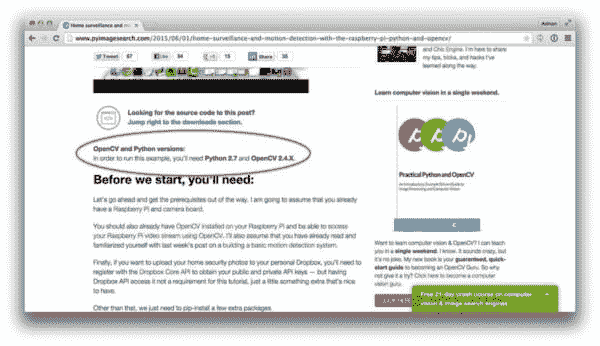 Home surveillance and mo
Adrian
www.pyimagesearch.com/2015/06/01/home-surveillance-and-motion-detection-with-the-raspberry-pi-python-and-opencv/
Tweet 67 Like 34 +1 15 Share 35
Looking for the source code to this post?
Jump right to the downloads section.
OpenCV and Python versions:
In order to run this example, you'll need Python 2.7 and OpenCV 2.4.X.
Before we start, you'll need:
Let's go ahead and get the prerequisites out of the way. I am going to assume that you already
have a Raspberry Pi and camera board.
You should also already have OpenCV installed on your Raspberry Pi and be able to access
your Raspberry Pi video stream using OpenCV. I'll also assume that you have already read and
familiarized yourself with last week's post on a building a basic motion detection system.
Finally, if you want to upload your home security photos to your personal Dropbox, you'll need to
register with the Dropbox Core API to obtain your public and private API keys — but having
Dropbox API access it not a requirement for this tutorial, just a little something extra that's nice
to have.
Other than that, we just need to pip-install a few extra packages.
and Chic Engine. I'm here to share
my tips, tricks, and hacks I've
learned along the way.
Learn computer vision in a single weekend.
Practical Python and OpenCV
An Introductory, Example Driven Guide to
Image Processing and Computer Vision
Want to learn computer vision & OpenCV? I can teach
you in a single weekend. I know. It sounds crazy, but
it's no joke. My new book is your guaranteed, quick-
start guide to becoming an OpenCV Guru. So why
not give it a try? Click here to become a computer
vision guru.
Free 21-day crash course on computer
vision & image search engines